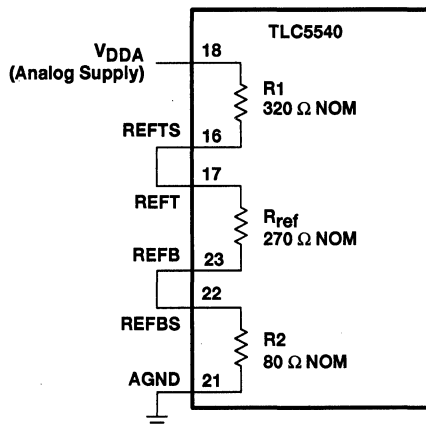 TLC5540
VDDA
(Analog Supply)
18
R1
320 Ω NOM
REFTS
16
17
REFT
Rref
270 Ω NOM
REFB
23
22
REFBS
R2
80 Ω NOM
AGND
21